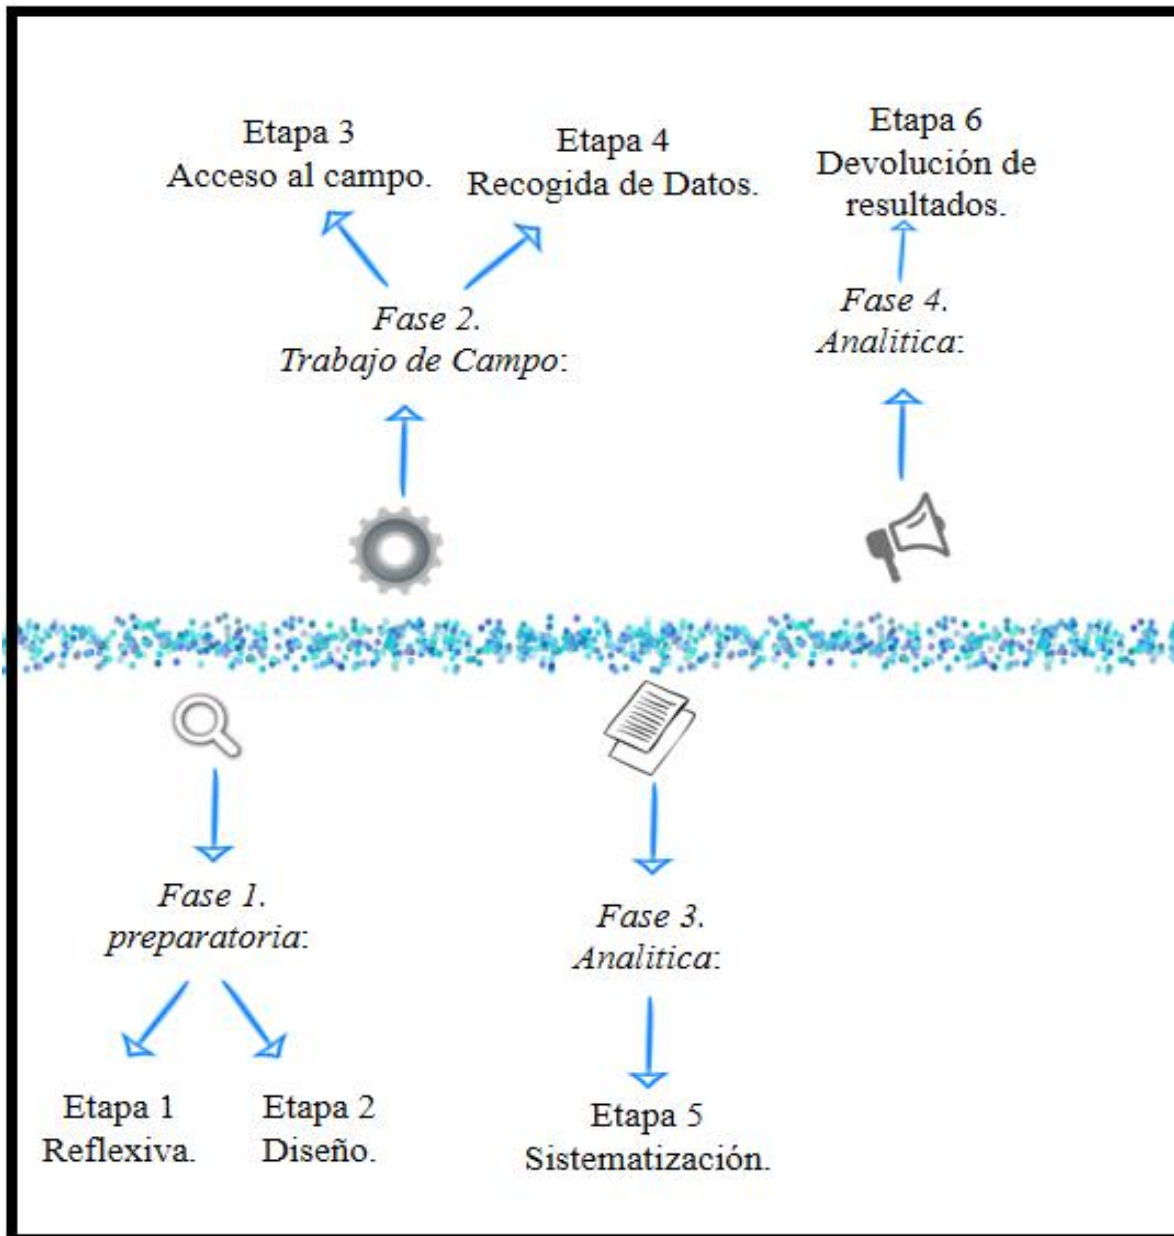 Etapa 3
Acceso al campo.
Etapa 4
Recogida de Datos.
Etapa 6
Devolución de
resultados.
Fase 2.
Trabajo de Campo:
Fase 4.
Analitica:
Fase 1.
preparatoria:
Fase 3.
Analitica:
Etapa 1
Reflexiva.
Etapa 2
Diseño.
Etapa 5
Sistematización.